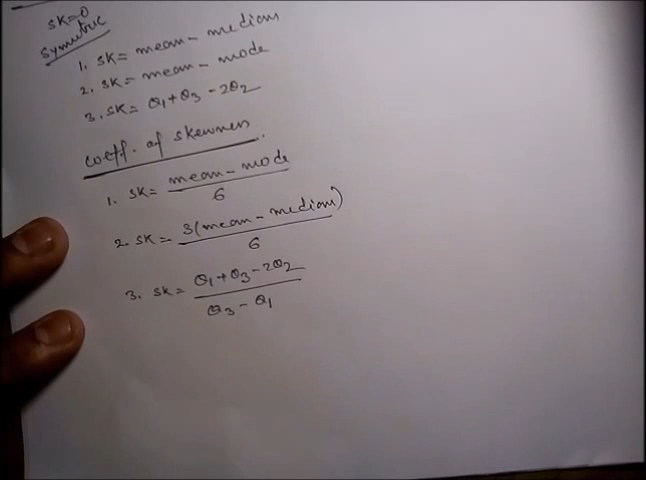 SK=0
Symmetric
1. SK= mean - median
2. SK= mean - mode
3. SK= Q1+Q3-2Q2
Coeff. of skewness.
1. SK= mean - mode
6
2. SK= 3(mean - median)
6
3. SK= Q1+Q3-2Q2
Q3-Q1